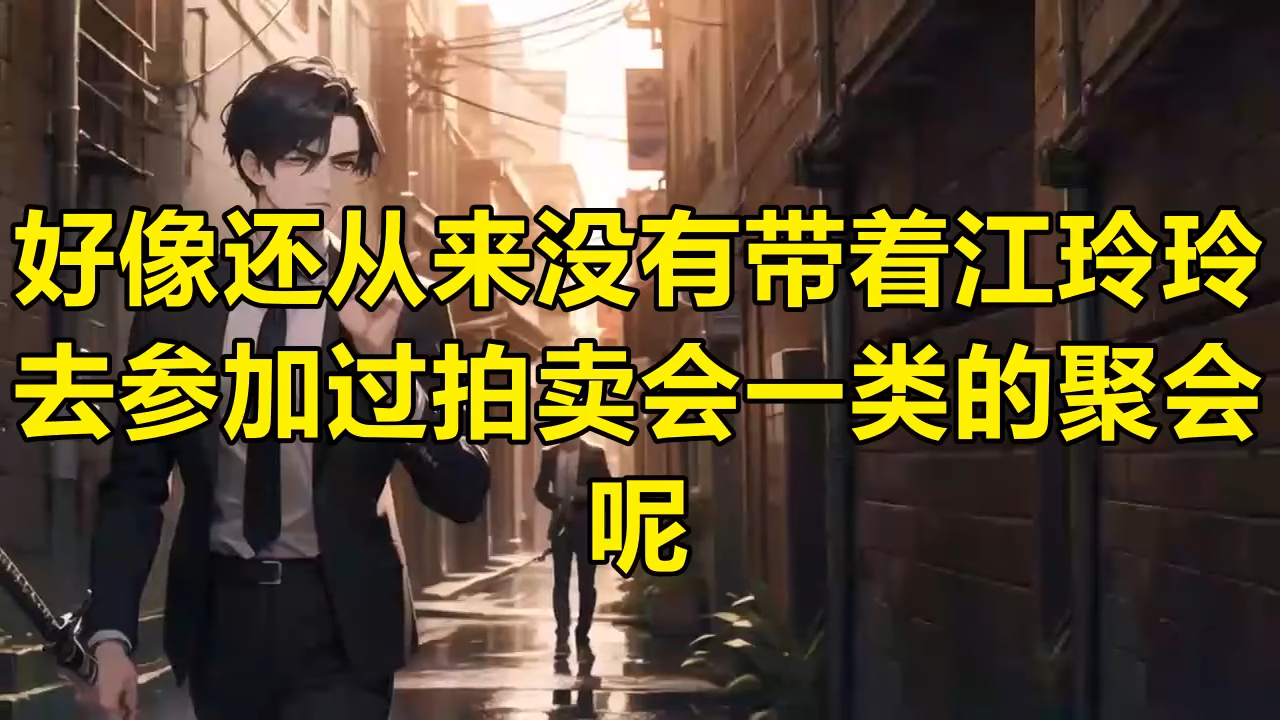 好像还从来没有带着江玲玲
去参加过拍卖会一类的聚会
呢